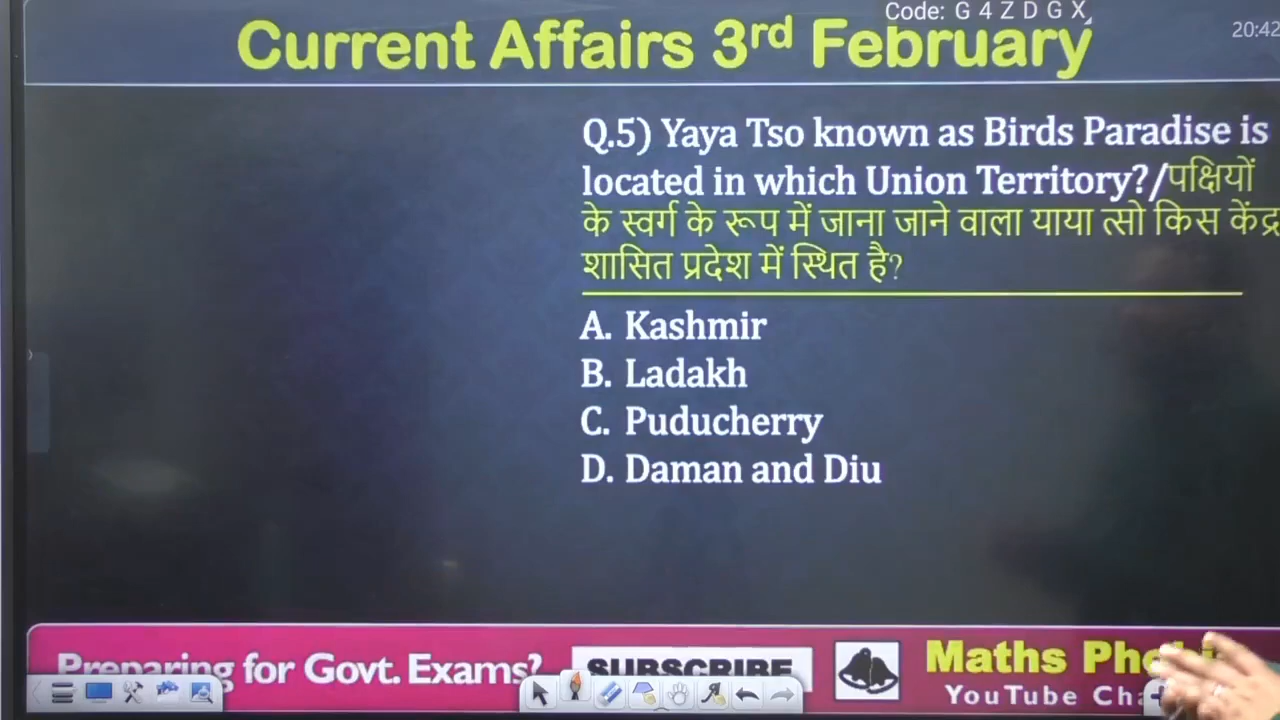 Code: G 4 Z D G X
Current Affairs 3rd February
20:42
Q.5) Yaya Tso known as Birds Paradise is
located in which Union Territory?/पक्षियों
के स्वर्ग के रूप में जाना जाने वाला याया त्सो किस केंद्र
शासित प्रदेश में स्थित है?
A. Kashmir
B. Ladakh
C. Puducherry
D. Daman and Diu
Preparing for Govt. Exams?
SUBSCRIBE
Maths
YouTube